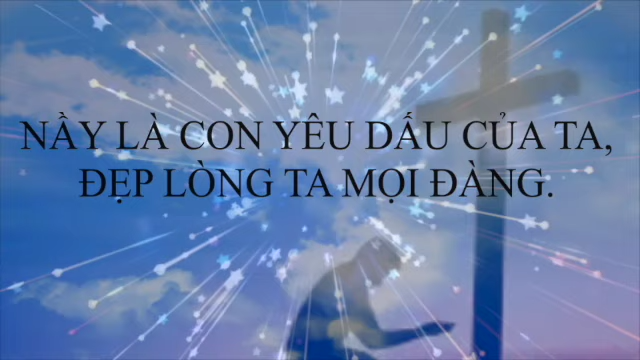 NẦY LÀ CON YÊU DẤU CỦA TA,
ĐẸP LÒNG TA MỌI ĐÀNG.